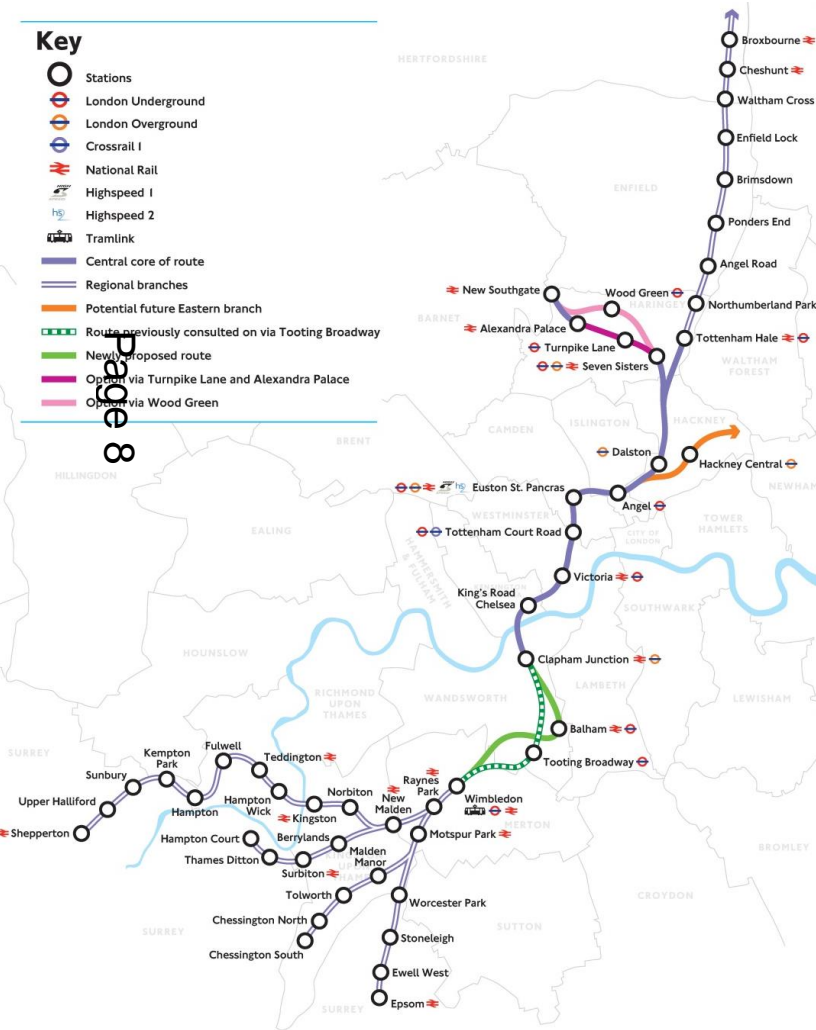 Key
Stations
London Underground
London Overground
Crossrail 1
National Rail
Highspeed 1
hs2
Highspeed 2
Tramlink
Central core of route
Regional branches
Potential future Eastern branch
Route previously consulted on via Tooting Broadway
Newly proposed route
Option via Turnpike Lane and Alexandra Palace
Option via Wood Green
Page 8
HERTFORDSHIRE
Broxbourne
Cheshunt
Waltham Cross
Enfield Lock
ENFIELD
Brimsdown
Ponders End
Angel Road
New Southgate
Wood Green
HARINGEY
Northumberland Park
BARNET
Alexandra Palace
Turnpike Lane
Tottenham Hale
Seven Sisters
WALTHAM
FOREST
CAMDEN
ISLINGTON
HACKNEY
BRENT
Dalston
Hackney Central
HILLINGDON
hs2
Euston St. Pancras
NEWHAM
Angel
WESTMINSTER
EALING
Tottenham Court Road
CITY OF
LONDON
TOWER
HAMLETS
HAMMERSMITH
& FULHAM
Victoria
King's Road
Chelsea
SOUTHWARK
HOUNSLOW
Clapham Junction
RICHMOND
UPON
THAMES
WANDSWORTH
LAMBETH
LEWISHAM
Balham
SURREY
Tooting Broadway
Kempton
Park
Fulwell
Teddington
Sunbury
Upper Halliford
Shepperton
Hampton
Hampton
Wick
Kingston
Norbiton
New
Malden
Raynes
Park
Wimbledon
MERTON
Hampton Court
Berrylands
Motspur Park
Thames Ditton
Surbiton
Malden
Manor
BROMLEY
Tolworth
Worcester Park
CROYDON
Chessington North
SURREY
SUTTON
Stoneleigh
Chessington South
Ewell West
Epsom
SURREY